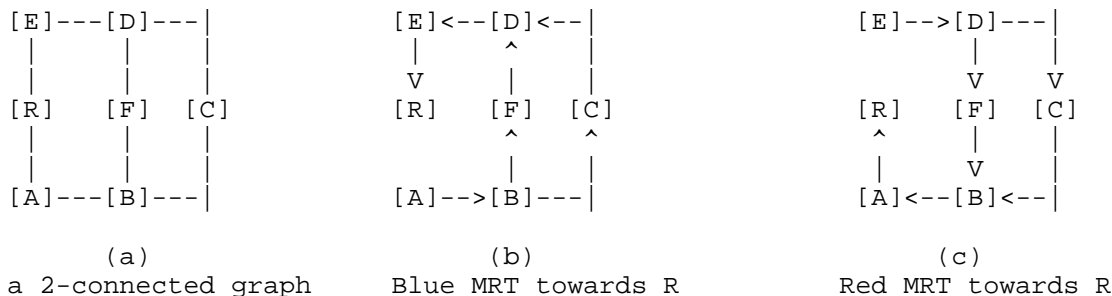 [E]---[D]---|           [E]<--[D]<--|               [E]-->[D]---|
 |     |    |            |     ^    |                      |    |
 |     |    |            V     |    |                      V    V
[R]   [F]  [C]          [R]   [F]  [C]              [R]   [F]  [C]
 |     |    |                  ^    ^                ^     |    |
 |     |    |                  |    |                |     V    |
[A]---[B]---|           [A]-->[B]---|               [A]<--[B]<--|
(a)                     (b)                         (c)
a 2-connected graph     Blue MRT towards R          Red MRT towards R